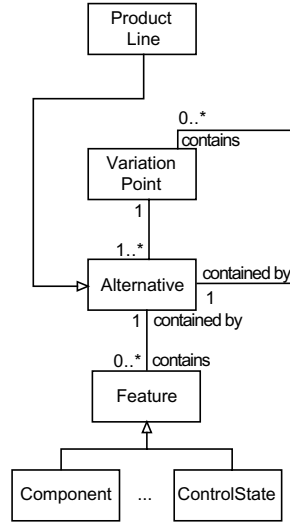 Product
Line
0..*
contains
Variation
Point
1
1..*
Alternative
contained by
1
1
contained by
0..*
contains
Feature
Component
...
ControlState